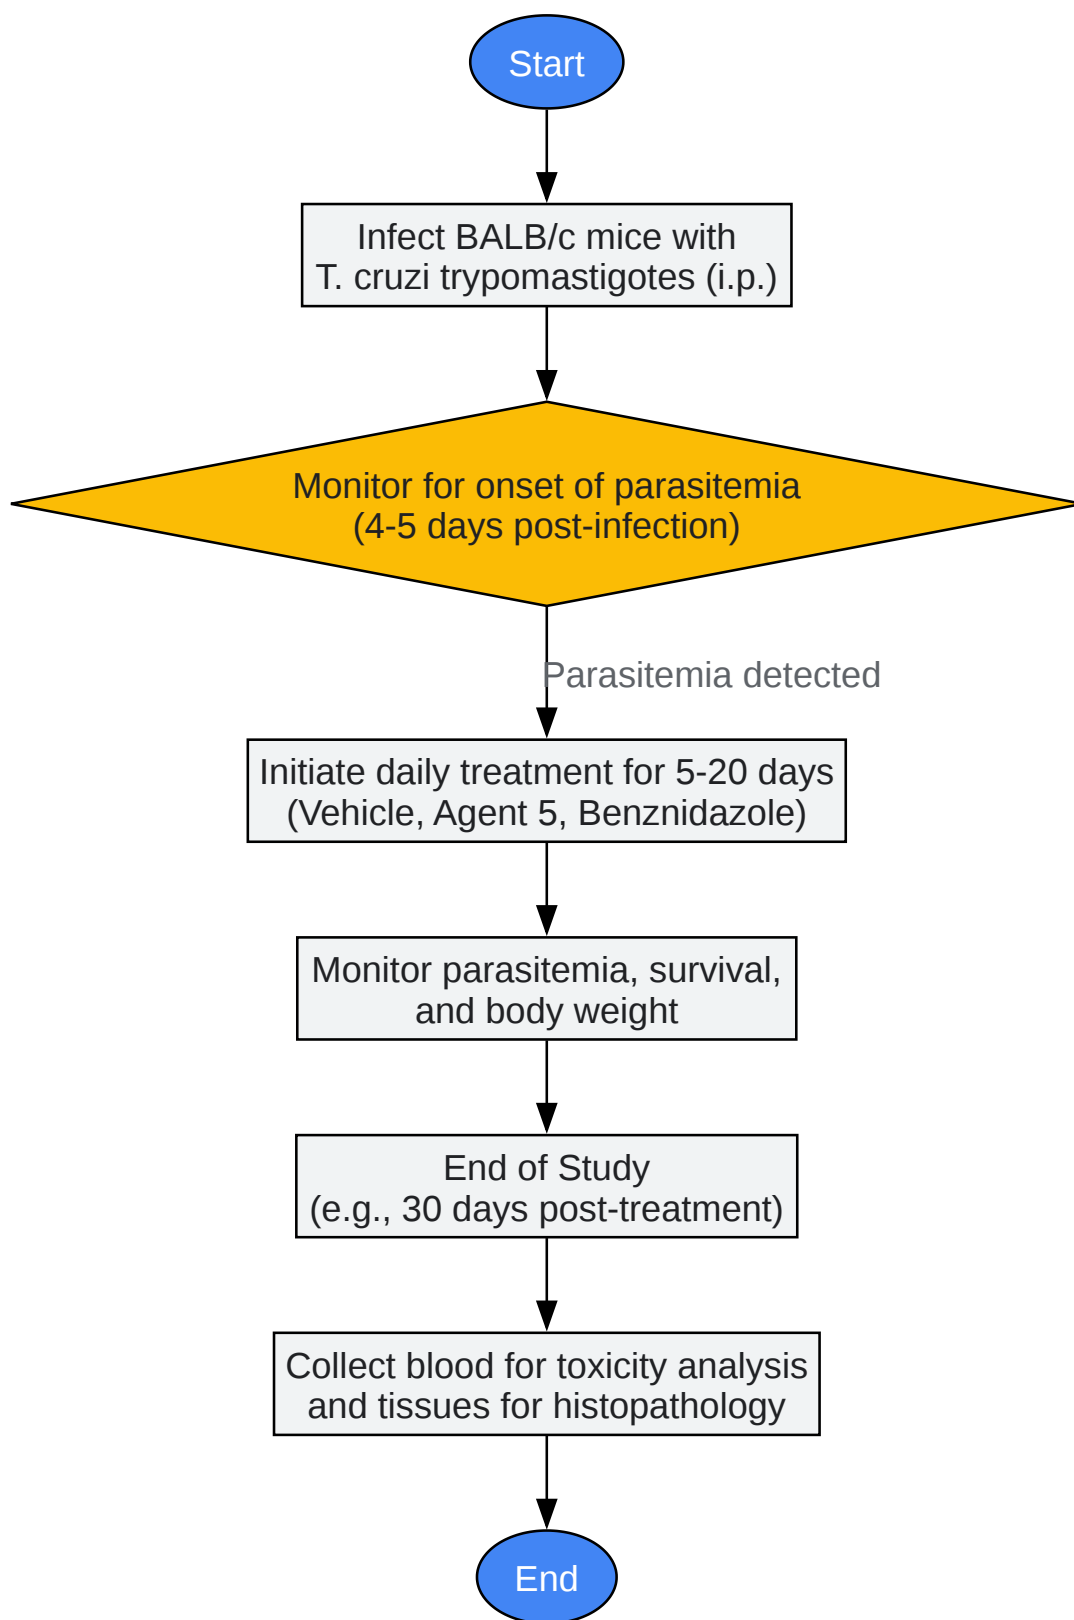 Start
Infect BALB/c mice with
T. cruzi trypomastigotes (i.p.)
Monitor for onset of parasitemia
(4-5 days post-infection)
Parasitemia detected
Initiate daily treatment for 5-20 days
(Vehicle, Agent 5, Benznidazole)
Monitor parasitemia, survival,
and body weight
End of Study
(e.g., 30 days post-treatment)
Collect blood for toxicity analysis
and tissues for histopathology
End